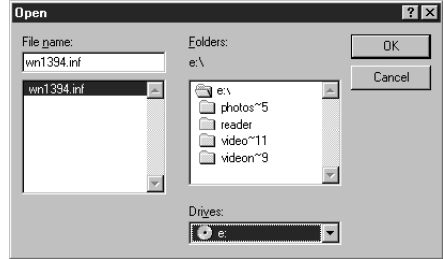 Open
File name:
wn1394.inf
wn1394.inf
Folders:
e:\
e:\
photos~5
reader
video~11
videon~9
Drives:
e:
OK
Cancel